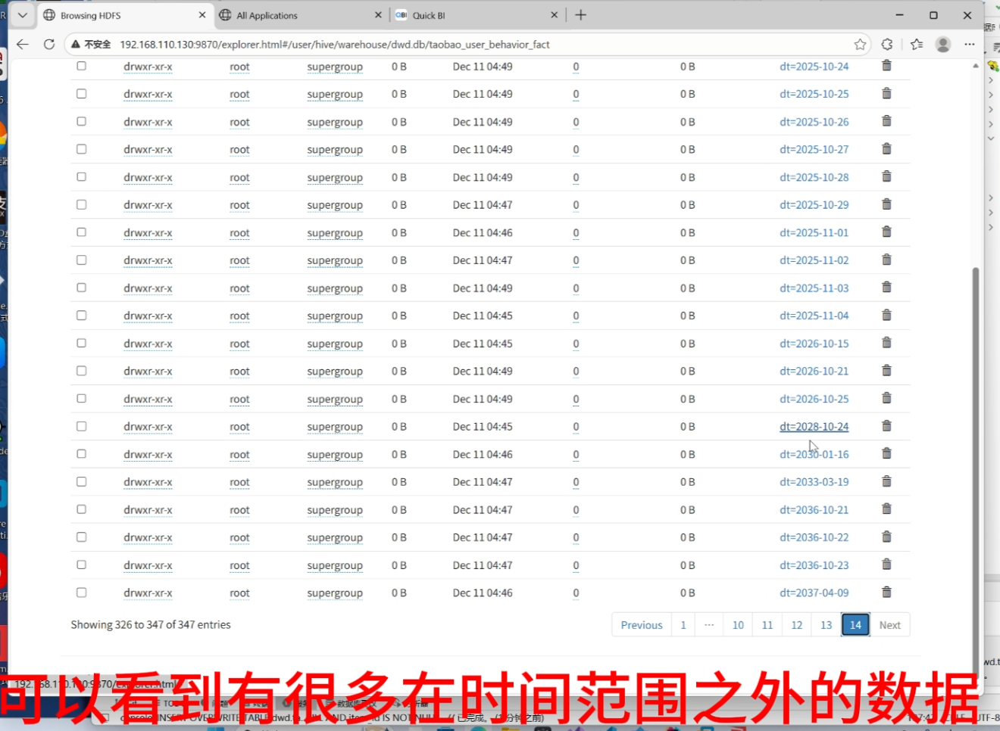 Browsing HDFS
All Applications
Quick BI
不安全 192.168.110.130:9870/explorer.html#/user/hive/warehouse/dwd.db/taobao_user_behavior_fact
drwxr-xr-x root supergroup 0 B Dec 11 04:49 0 0 B dt=2025-10-24
drwxr-xr-x root supergroup 0 B Dec 11 04:49 0 0 B dt=2025-10-25
drwxr-xr-x root supergroup 0 B Dec 11 04:49 0 0 B dt=2025-10-26
drwxr-xr-x root supergroup 0 B Dec 11 04:49 0 0 B dt=2025-10-27
drwxr-xr-x root supergroup 0 B Dec 11 04:49 0 0 B dt=2025-10-28
drwxr-xr-x root supergroup 0 B Dec 11 04:47 0 0 B dt=2025-10-29
drwxr-xr-x root supergroup 0 B Dec 11 04:46 0 0 B dt=2025-11-01
drwxr-xr-x root supergroup 0 B Dec 11 04:47 0 0 B dt=2025-11-02
drwxr-xr-x root supergroup 0 B Dec 11 04:49 0 0 B dt=2025-11-03
drwxr-xr-x root supergroup 0 B Dec 11 04:45 0 0 B dt=2025-11-04
drwxr-xr-x root supergroup 0 B Dec 11 04:45 0 0 B dt=2026-10-15
drwxr-xr-x root supergroup 0 B Dec 11 04:49 0 0 B dt=2026-10-21
drwxr-xr-x root supergroup 0 B Dec 11 04:49 0 0 B dt=2026-10-25
drwxr-xr-x root supergroup 0 B Dec 11 04:45 0 0 B dt=2028-10-24
drwxr-xr-x root supergroup 0 B Dec 11 04:46 0 0 B dt=2030-01-16
drwxr-xr-x root supergroup 0 B Dec 11 04:47 0 0 B dt=2033-03-19
drwxr-xr-x root supergroup 0 B Dec 11 04:47 0 0 B dt=2036-10-21
drwxr-xr-x root supergroup 0 B Dec 11 04:47 0 0 B dt=2036-10-22
drwxr-xr-x root supergroup 0 B Dec 11 04:47 0 0 B dt=2036-10-23
drwxr-xr-x root supergroup 0 B Dec 11 04:46 0 0 B dt=2037-04-09
Showing 326 to 347 of 347 entries
Previous 1 … 10 11 12 13 14 Next
可以看到有很多在时间范围之外的数据